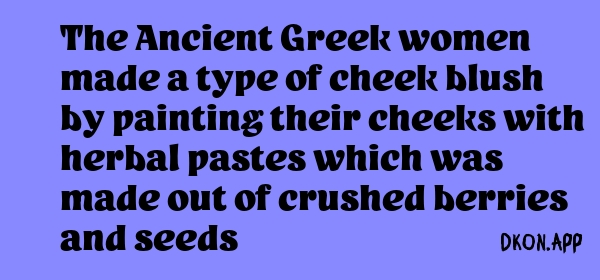 The Ancient Greek women
made a type of cheek blush
by painting their cheeks with
herbal pastes which was
made out of crushed berries
and seeds
DKON.APP